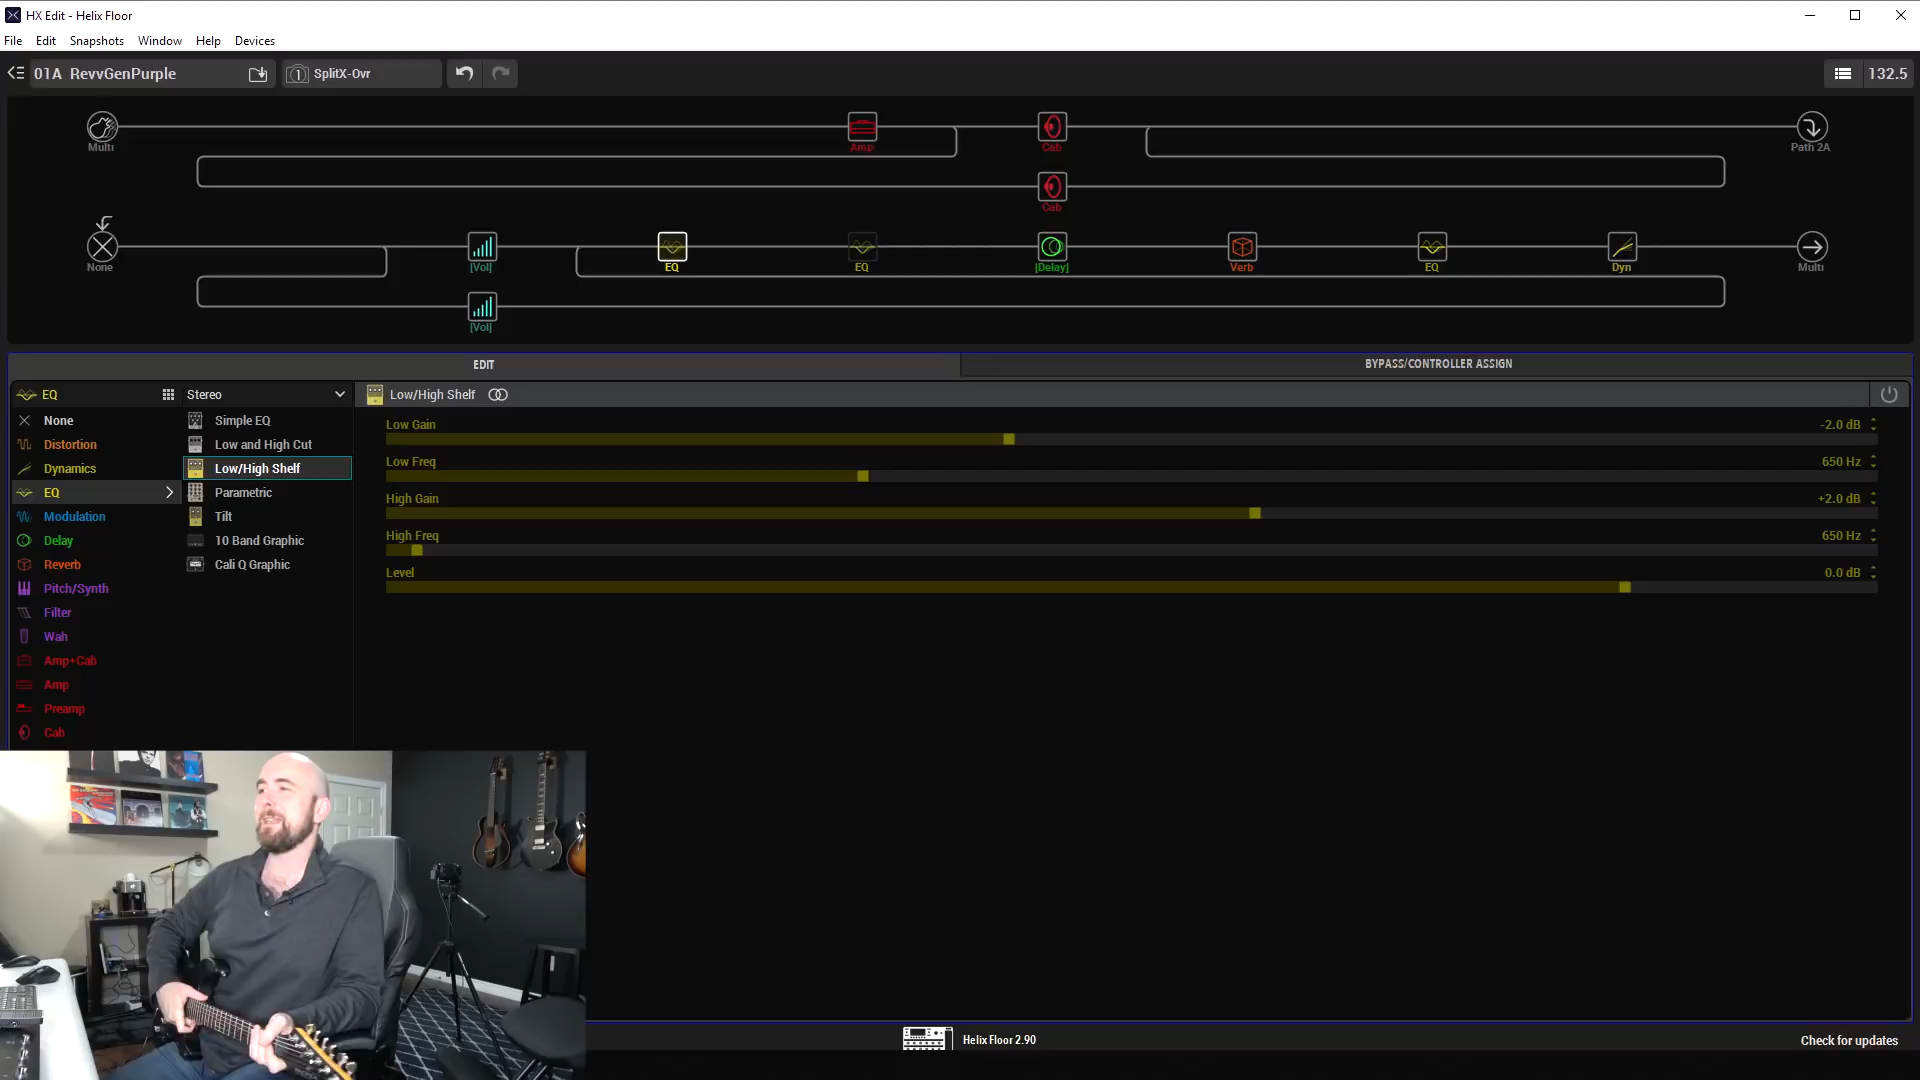 HX Edit - Helix Floor
File Edit Snapshots Window Help Devices
01A RevvGenPurple 1 SplitX-Ovr 132.5
Multi Amp Cab Path 2A
Cab
None [Vol] EQ EQ [Delay] Verb EQ Dyn Multi
[Vol]
EDIT BYPASS/CONTROLLER ASSIGN
EQ Stereo Low/High Shelf
None
Distortion
Dynamics
EQ
Modulation
Delay
Reverb
Pitch/Synth
Filter
Wah
Amp+Cab
Amp
Preamp
Cab
Simple EQ
Low and High Cut
Low/High Shelf
Parametric
Tilt
10 Band Graphic
Cali Q Graphic
Low Gain -2.0 dB
Low Freq 650 Hz
High Gain +2.0 dB
High Freq 650 Hz
Level 0.0 dB
Helix Floor 2.90 Check for updates